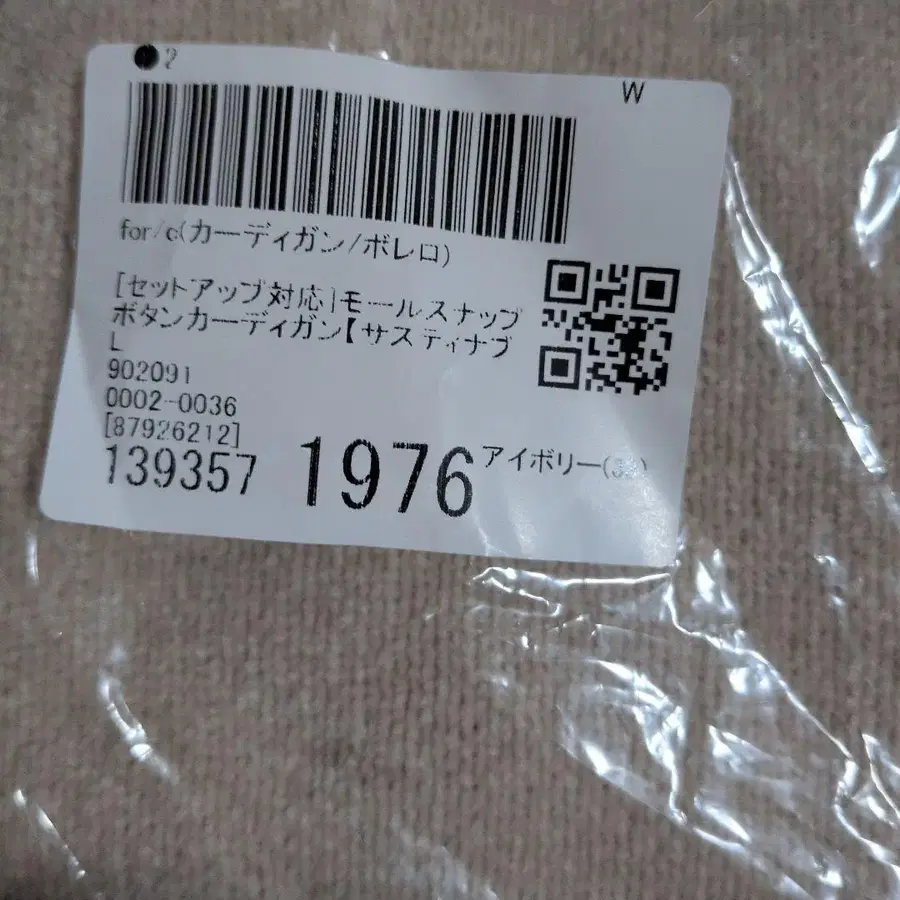 ●2
W
for/c(カーディガン/ボレロ)
[セットアップ対応]モールスナップ
ボタンカーディガン【サスティナブ
L
902091
0002-0036
[87926212]
139357
1976
アイボリー